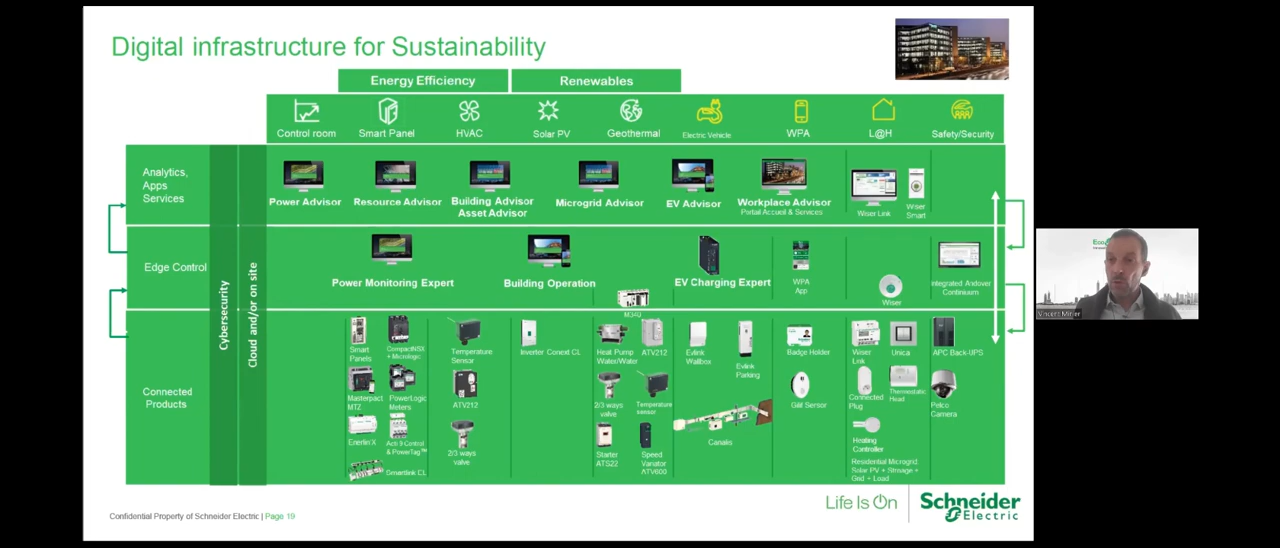 Digital infrastructure for Sustainability
Energy Efficiency
Renewables
Control room
Smart Panel
HVAC
Solar PV
Geothermal
Electric Vehicle
WPA
L@H
Safety/Security
Analytics,
Apps
Services
Power Advisor
Resource Advisor
Building Advisor
Asset Advisor
Microgrid Advisor
EV Advisor
Workplace Advisor
Portail Accueil & Services
Wiser Link
Wiser
Smart
Edge Control
Cybersecurity
Cloud and/or on site
Power Monitoring Expert
Building Operation
M340
EV Charging Expert
WPA
App
Wiser
Integrated Andover
Continuum
Connected
Products
Smart
Panels
CompactNSX
+ Micrologic
Temperature
Sensor
Inverter Conext CL
Heat Pump
Water/Water
ATV212
Evlink
Wallbox
Evlink
Parking
Badge Holder
Wiser
Link
Unica
APC Back-UPS
Masterpact
MTZ
PowerLogic
Meters
ATV212
2/3 ways
valve
Temperature
sensor
Sensor
Connected
Plug
Thermostatic
Head
Pelco
Camera
Enerlin'X
Acti 9 Control
& PowerTag™
2/3 ways
valve
Starter
ATS22
Speed
Variator
ATV600
Canalis
Heating
Controller
Smartlink CL
Residential Microgrid
Solar PV + Storage +
Grid + Load
Life Is On
Schneider
Electric
Confidential Property of Schneider Electric | Page 19
Vincent Minier